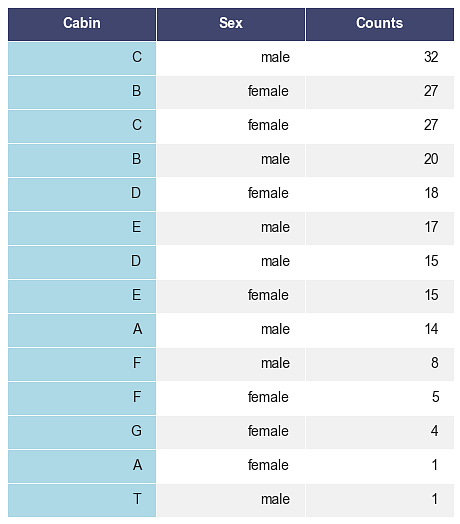 Cabin Sex Counts
C male 32
B female 27
C female 27
B male 20
D female 18
E male 17
D male 15
E female 15
A male 14
F male 8
F female 5
G female 4
A female 1
T male 1